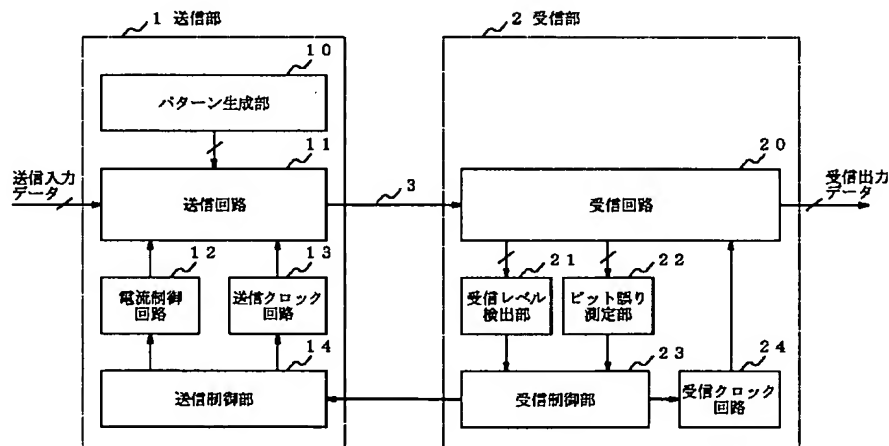 1 送信部
2 受信部
10
パターン生成部
11
送信入力
データ
送信回路
3
20
受信回路
受信出力
データ
12
電流制御
回路
13
送信クロック
回路
21
受信レベル
検出部
22
ビット誤り
測定部
14
送信制御部
23
受信制御部
24
受信クロック
回路